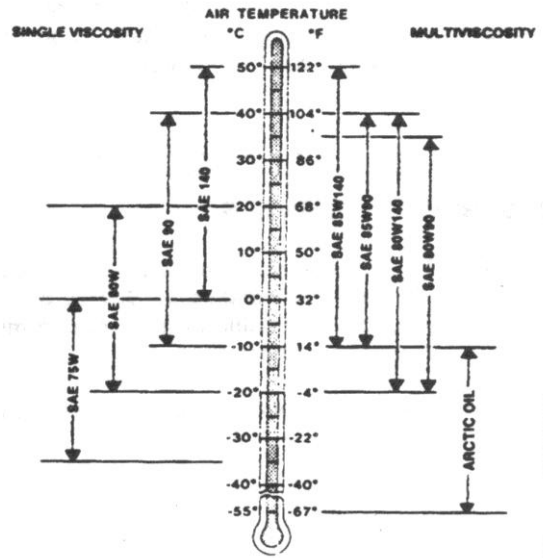 AIR TEMPERATURE
SINGLE VISCOSITY °C °F MULTIVISCOSITY
50° 122°
40° 104°
30° 86°
20° 68°
10° 50°
0° 32°
-10° 14°
-20° -4°
-30° -22°
-40° -40°
-55° -67°
SAE 75W
SAE 80W
SAE 90
SAE 140
SAE 85W140
SAE 85W90
SAE 80W140
SAE 80W90
ARCTIC OIL